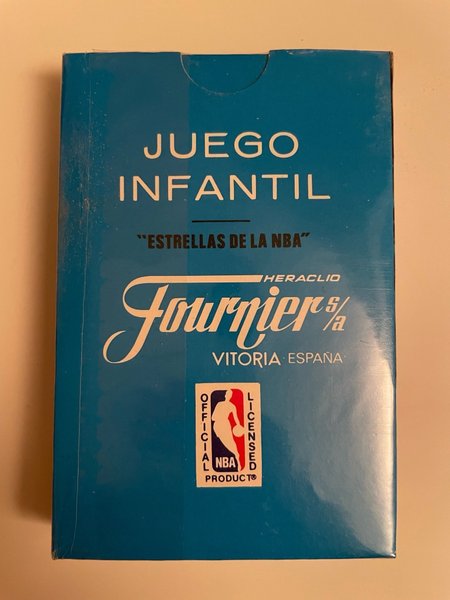 JUEGO
INFANTIL
"ESTRELLAS DE LA NBA"
HERACLIO
Fournier s/a
VITORIA · ESPAÑA
OFFICIAL
LICENSED
NBA
PRODUCT®